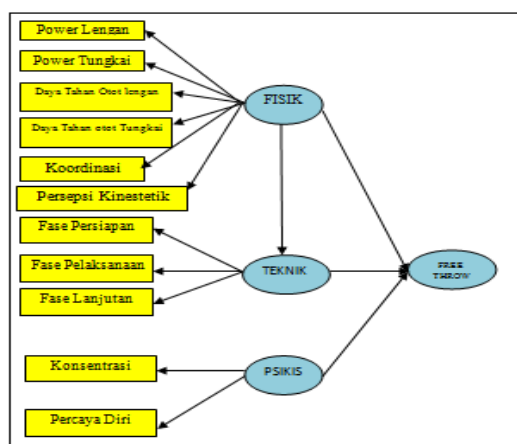 Power Lengan
Power Tungkai
Daya Tahan Otot lengan
Daya Tahan otot Tungkai
Koordinasi
Persepsi Kinestetik
Fase Persiapan
Fase Pelaksanaan
Fase Lanjutan
Konsentrasi
Percaya Diri
FISIK
TEKNIK
PSIKIS
FREE
THROW